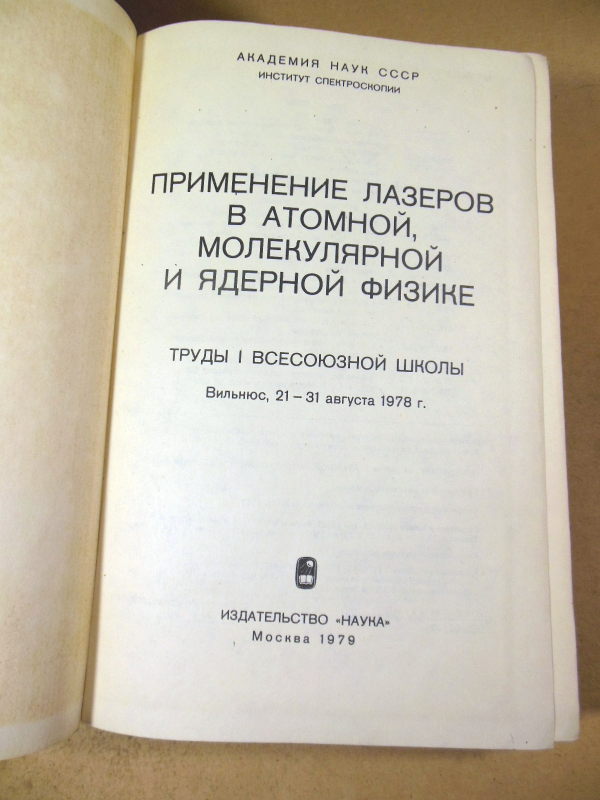 АКАДЕМИЯ НАУК СССР
ИНСТИТУТ СПЕКТРОСКОПИИ
ПРИМЕНЕНИЕ ЛАЗЕРОВ
В АТОМНОЙ,
МОЛЕКУЛЯРНОЙ
И ЯДЕРНОЙ ФИЗИКЕ
ТРУДЫ I ВСЕСОЮЗНОЙ ШКОЛЫ
Вильнюс, 21 – 31 августа 1978 г.
ИЗДАТЕЛЬСТВО «НАУКА»
Москва 1979